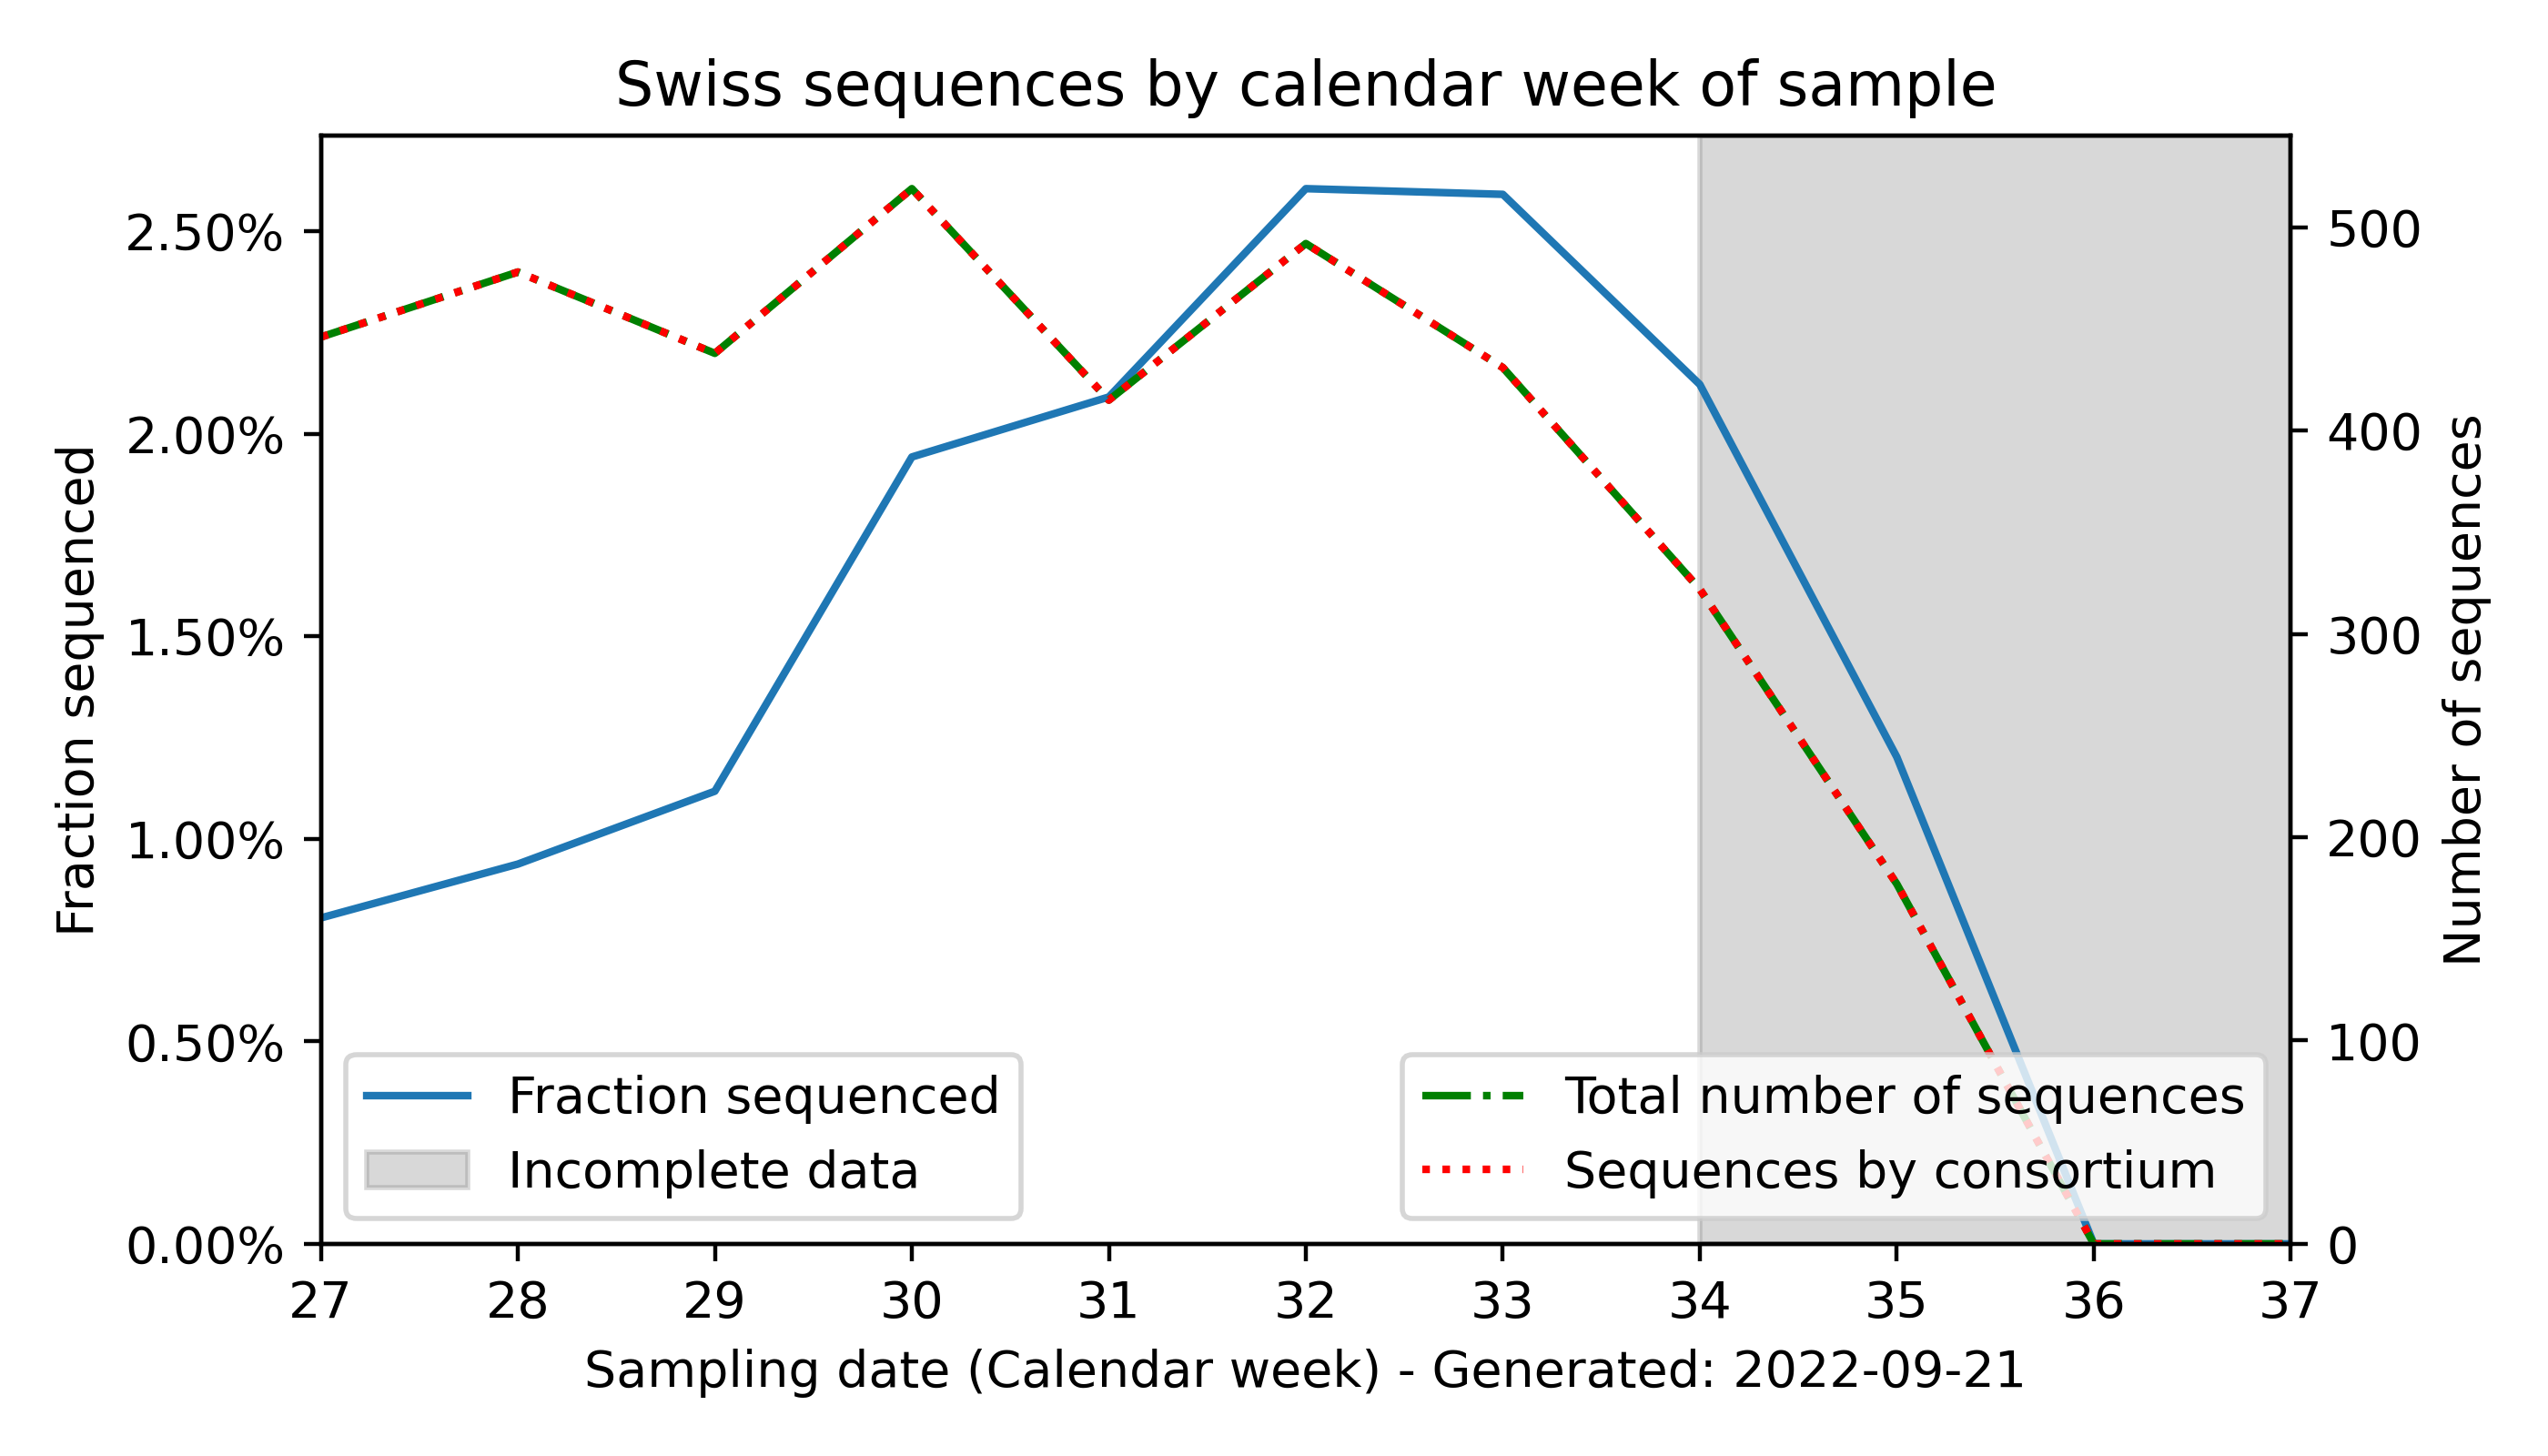 Swiss sequences by calendar week of sample
2.50%
2.00%
1.50%
1.00%
0.50%
0.00%
Fraction sequenced
500
400
300
200
100
0
Number of sequences
Fraction sequenced
Incomplete data
Total number of sequences
Sequences by consortium
27 28 29 30 31 32 33 34 35 36 37
Sampling date (Calendar week) - Generated: 2022-09-21